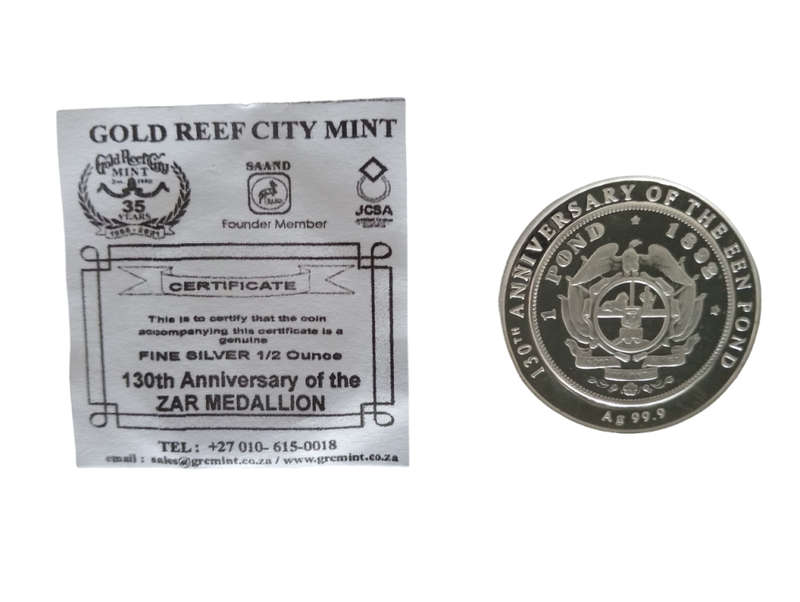 GOLD REEF CITY MINT
Gold Reef City
MINT
35
YEARS
SAAND
Founder Member
JCSA
CERTIFICATE
This is to certify that the coin
accompanying this certificate is a
genuine
FINE SILVER 1/2 Ounce
130th Anniversary of the
ZAR MEDALLION
TEL : +27 010- 615-0018
email : sales@grcmint.co.za / www.grcmint.co.za
130TH ANNIVERSARY OF THE EEN POND
1 POND 1892
Ag 99.9